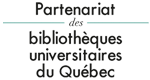 Partenariat
des
bibliothèques
universitaires
du Québec